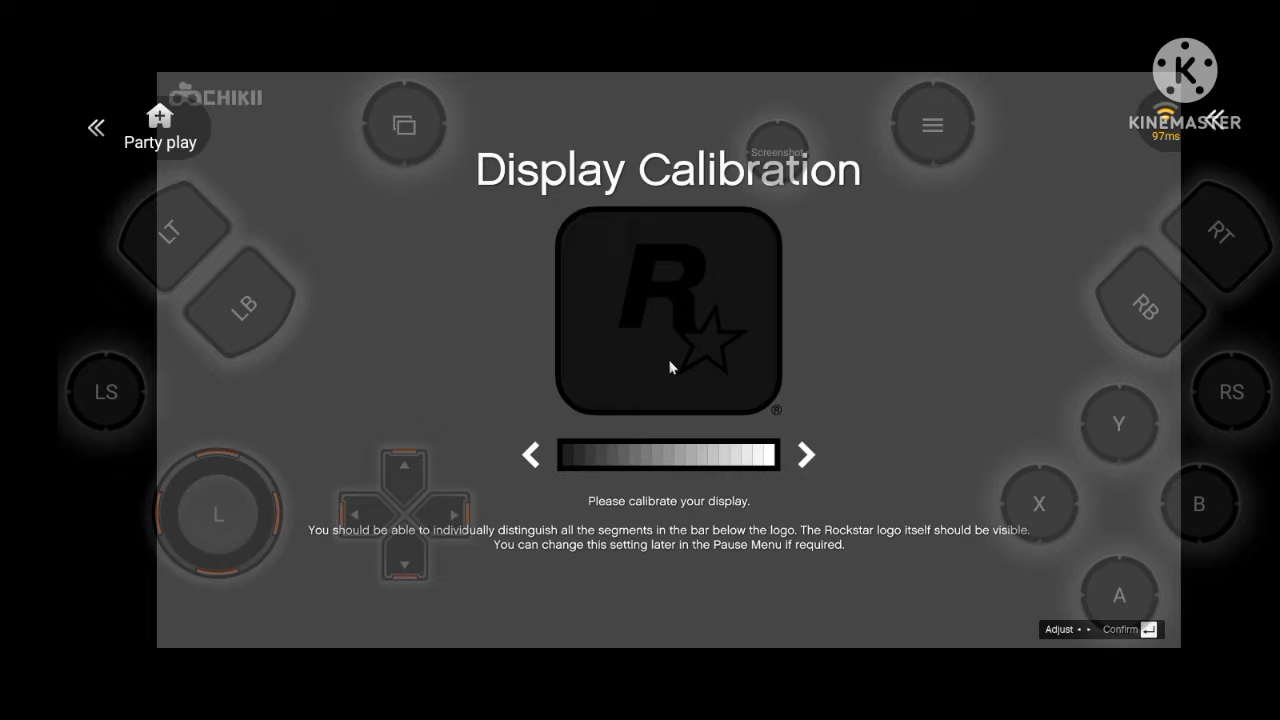 CHIKII
KINEMASTER
Party play
97ms
Screenshot
Display Calibration
LT
RT
LB
RB
R
®
LS
RS
Y
Please calibrate your display.
L
X
B
You should be able to individually distinguish all the segments in the bar below the logo. The Rockstar logo itself should be visible.
You can change this setting later in the Pause Menu if required.
A
Adjust Confirm